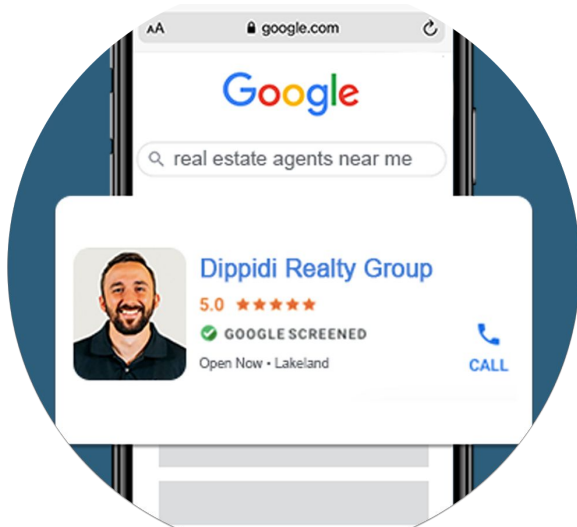 AA google.com
Google
real estate agents near me
Dippidi Realty Group
5.0
GOOGLE SCREENED
Open Now • Lakeland
CALL